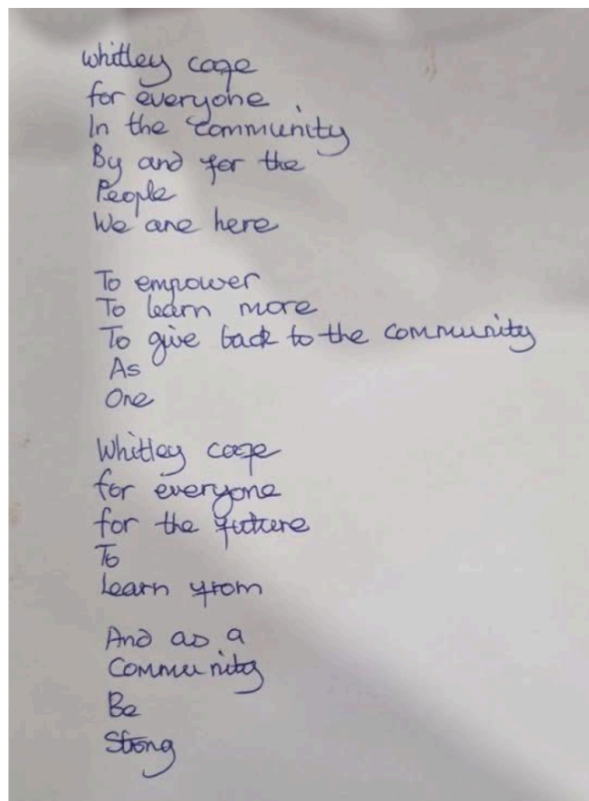 whitley cafe
for everyone
In the community
By and for the
People
We are here
To empower
To learn more
To give back to the community
As
One
Whitley cafe
for everyone
for the future
To
learn from
And as a
Community
Be
Strong